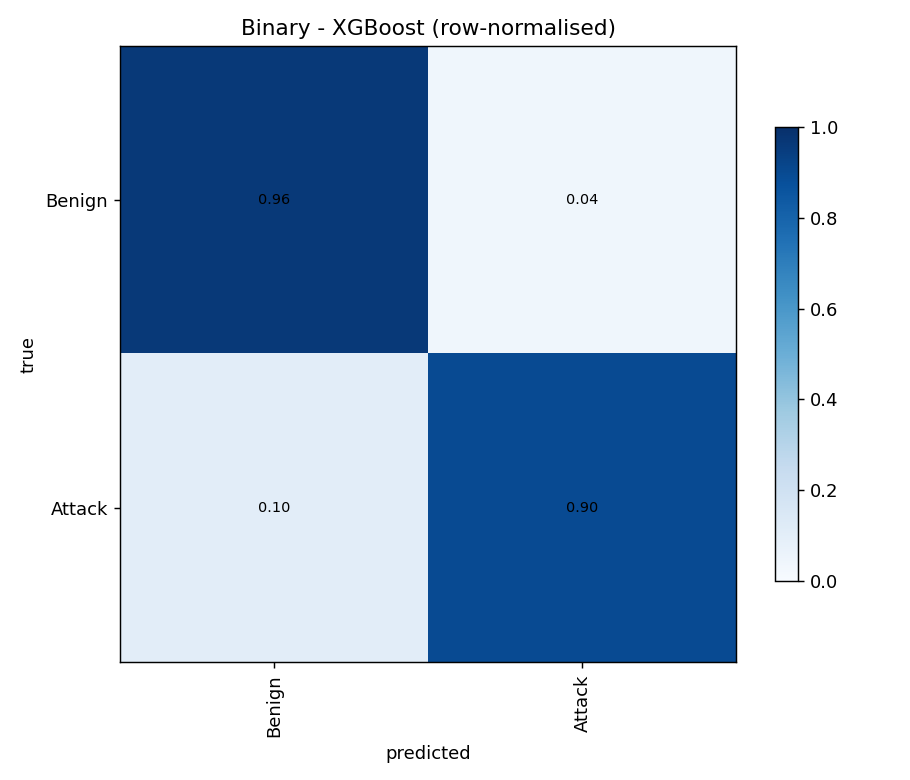 Binary - XGBoost (row-normalised)
Benign
0.96
0.04
true
Attack
0.10
0.90
Benign
Attack
predicted
1.0
0.8
0.6
0.4
0.2
0.0